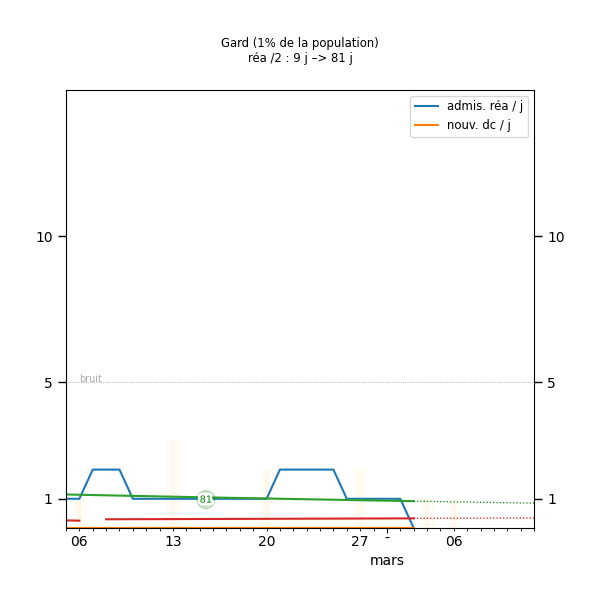 Gard (1% de la population)
réa /2 : 9 j –> 81 j
admis. réa / j
nouv. dc / j
10
10
bruit
5
5
81
1
1
06
13
20
27
-
06
mars